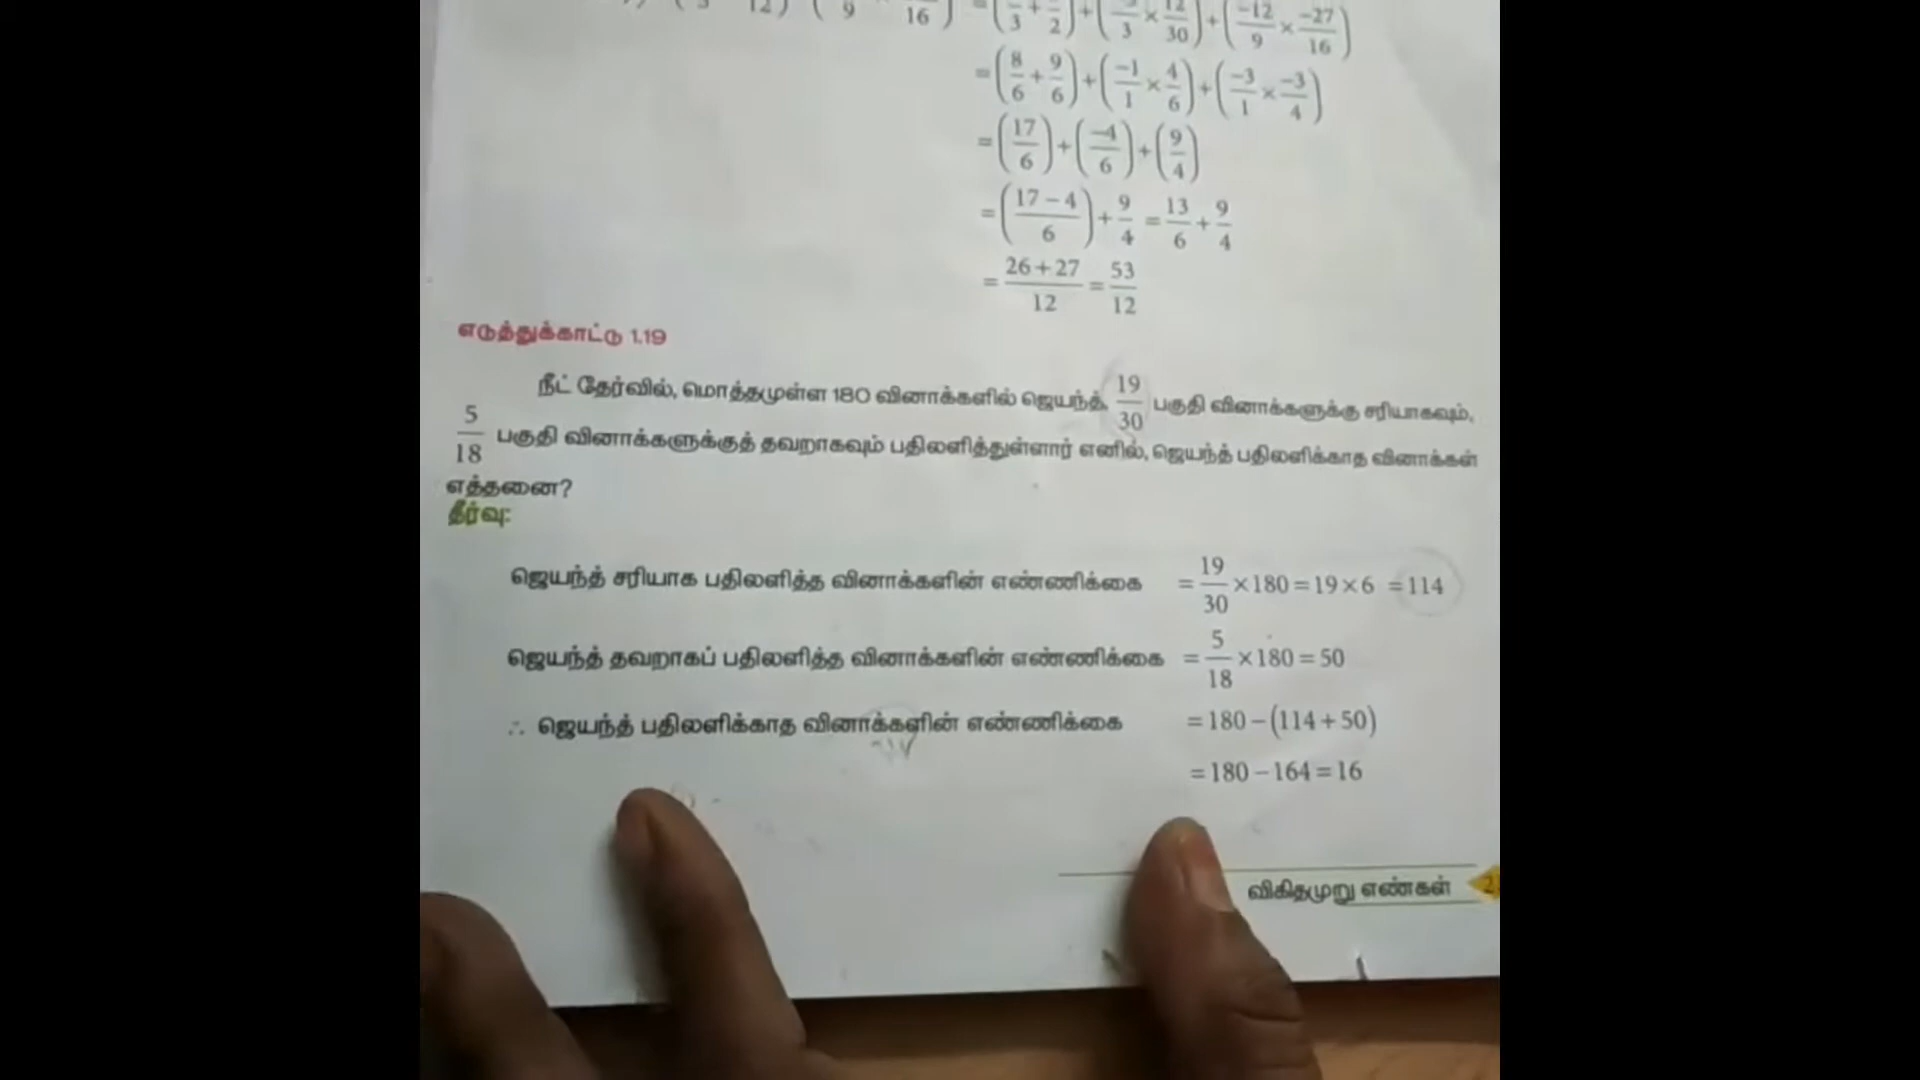 = (8/6 + 9/6) + (-1/1 × 4/6) + (-3/1 × -3/4)
= (17/6) + (-4/6) + (9/4)
= ((17 − 4)/6) + 9/4 = 13/6 + 9/4
= (26 + 27)/12 = 53/12
எடுத்துக்காட்டு 1.19
நீட் தேர்வில், மொத்தமுள்ள 180 வினாக்களில் ஜெயந்த், 19/30 பகுதி வினாக்களுக்கு சரியாகவும்,
5/18 பகுதி வினாக்களுக்குத் தவறாகவும் பதிலளித்துள்ளார் எனில், ஜெயந்த் பதிலளிக்காத வினாக்கள்
எத்தனை?
தீர்வு:
ஜெயந்த் சரியாக பதிலளித்த வினாக்களின் எண்ணிக்கை = 19/30 × 180 = 19 × 6 = 114
ஜெயந்த் தவறாகப் பதிலளித்த வினாக்களின் எண்ணிக்கை = 5/18 × 180 = 50
∴ ஜெயந்த் பதிலளிக்காத வினாக்களின் எண்ணிக்கை = 180 − (114 + 50)
= 180 − 164 = 16
விகிதமுறு எண்கள்